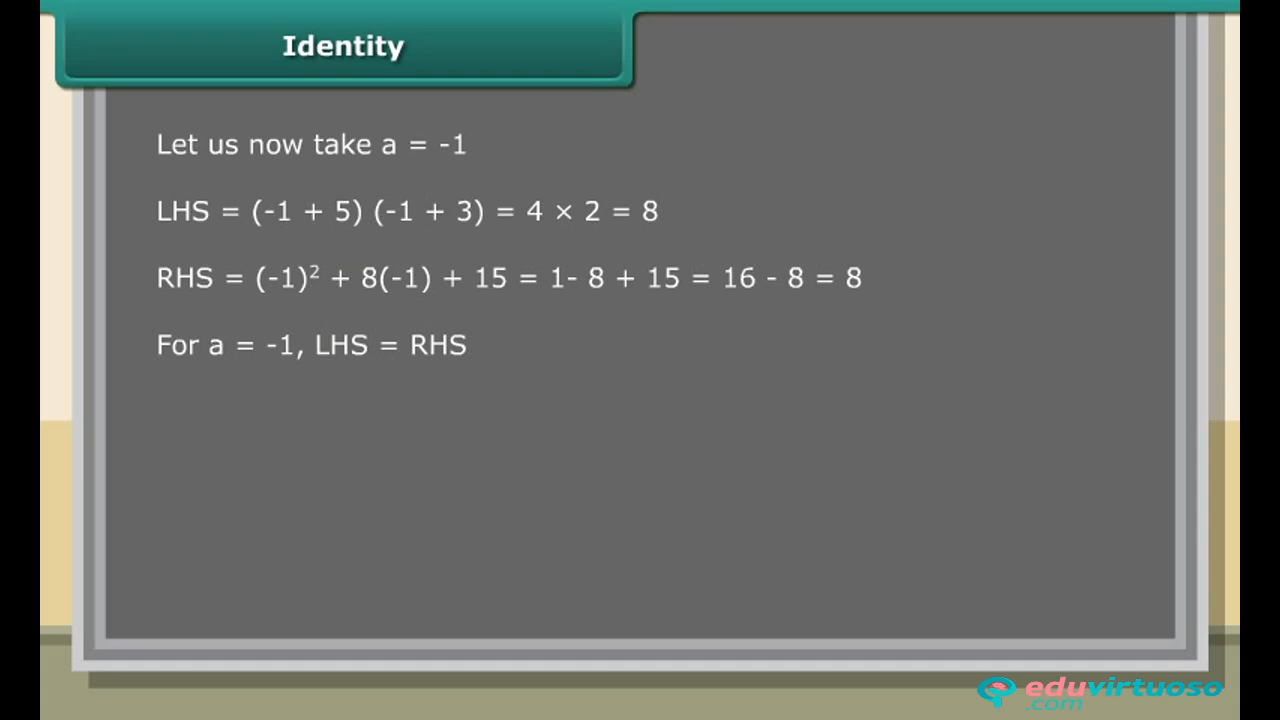 Identity
Let us now take a = -1
LHS = (-1 + 5) (-1 + 3) = 4 × 2 = 8
RHS = (-1)² + 8(-1) + 15 = 1- 8 + 15 = 16 - 8 = 8
For a = -1, LHS = RHS
eduvirtuoso
.com